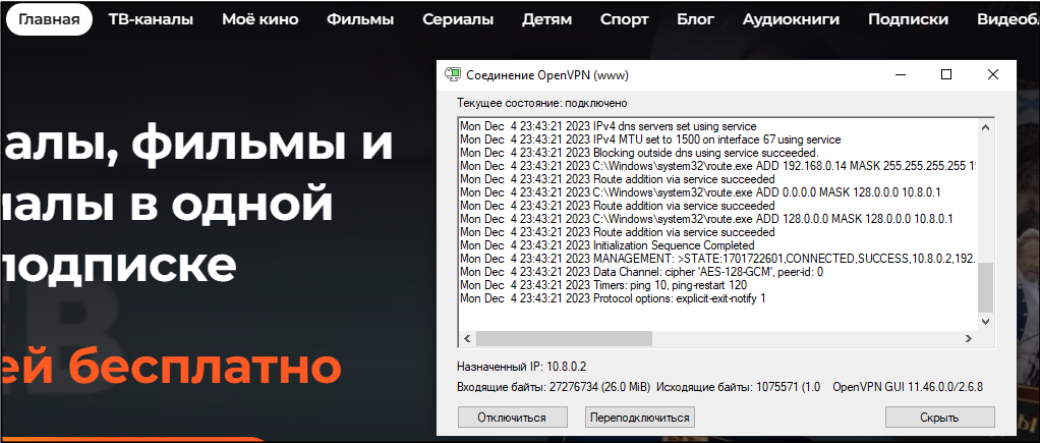 Главная ТВ-каналы Моё кино Фильмы Сериалы Детям Спорт Блог Аудиокниги Подписки
алы, фильмы и
иалы в одной
подписке
ей бесплатно
Соединение OpenVPN (www)
Текущее состояние: подключено
Mon Dec 4 23:43:21 2023 IPv4 dns servers set using service
Mon Dec 4 23:43:21 2023 IPv4 MTU set to 1500 on interface 67 using service
Mon Dec 4 23:43:21 2023 Blocking outside dns using service succeeded.
Mon Dec 4 23:43:21 2023 C:\Windows\system32\route.exe ADD 192.168.0.14 MASK 255.255.255.255
Mon Dec 4 23:43:21 2023 Route addition via service succeeded
Mon Dec 4 23:43:21 2023 C:\Windows\system32\route.exe ADD 0.0.0.0 MASK 128.0.0.0 10.8.0.1
Mon Dec 4 23:43:21 2023 Route addition via service succeeded
Mon Dec 4 23:43:21 2023 C:\Windows\system32\route.exe ADD 128.0.0.0 MASK 128.0.0.0 10.8.0.1
Mon Dec 4 23:43:21 2023 Route addition via service succeeded
Mon Dec 4 23:43:21 2023 Initialization Sequence Completed
Mon Dec 4 23:43:21 2023 MANAGEMENT: >STATE:1701722601,CONNECTED,SUCCESS,10.8.0.2,192.
Mon Dec 4 23:43:21 2023 Data Channel: cipher 'AES-128-GCM', peer-id: 0
Mon Dec 4 23:43:21 2023 Timers: ping 10, ping-restart 120
Mon Dec 4 23:43:21 2023 Protocol options: explicit-exit-notify 1
Назначенный IP: 10.8.0.2
Входящие байты: 27276734 (26.0 MiB) Исходящие байты: 1075571 (1.0 OpenVPN GUI 11.46.0.0/2.6.8
Отключиться Переподключиться Скрыть